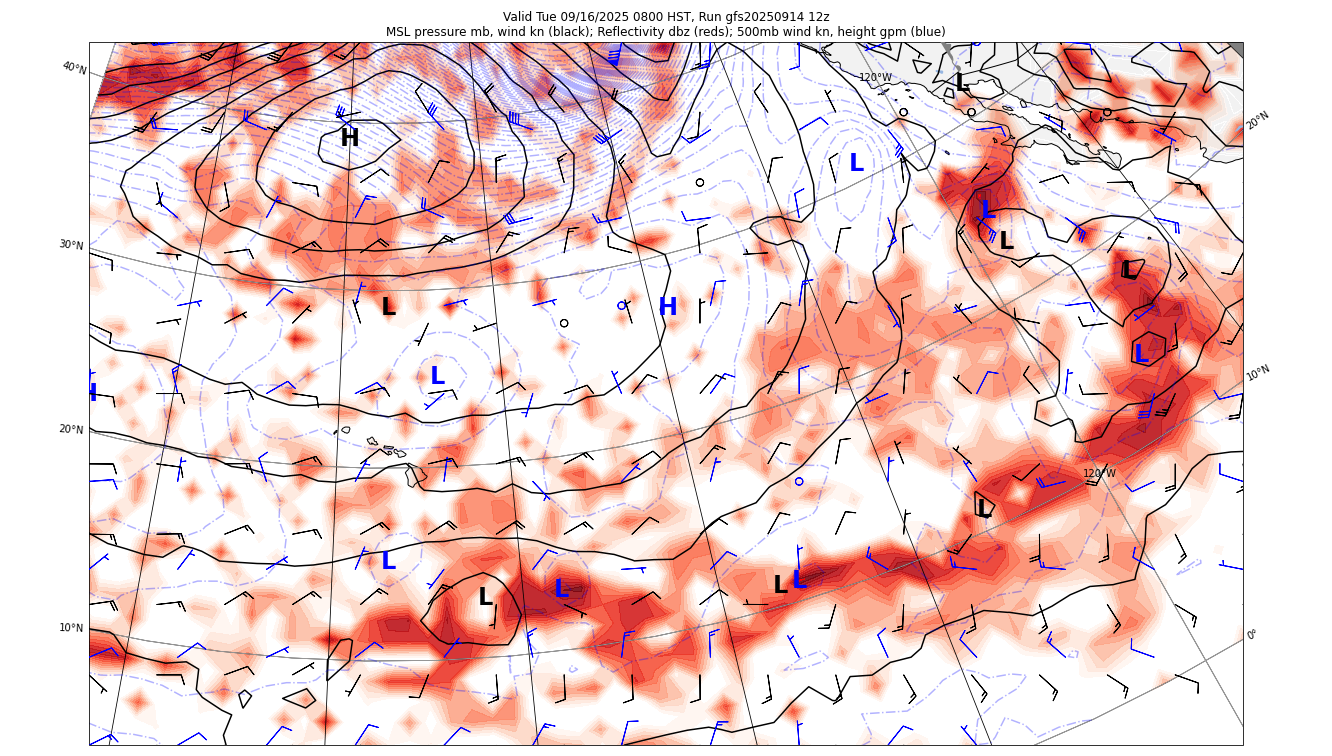 Valid Tue 09/16/2025 0800 HST, Run gfs20250914 12z
MSL pressure mb, wind kn (black); Reflectivity dbz (reds); 500mb wind kn, height gpm (blue)
40°N
120°W
L
20°N
H
L
L
30°N
L
L
L
H
L
10°N
L
H
20°N
120°W
L
L
L
L
L
L
10°N
0°